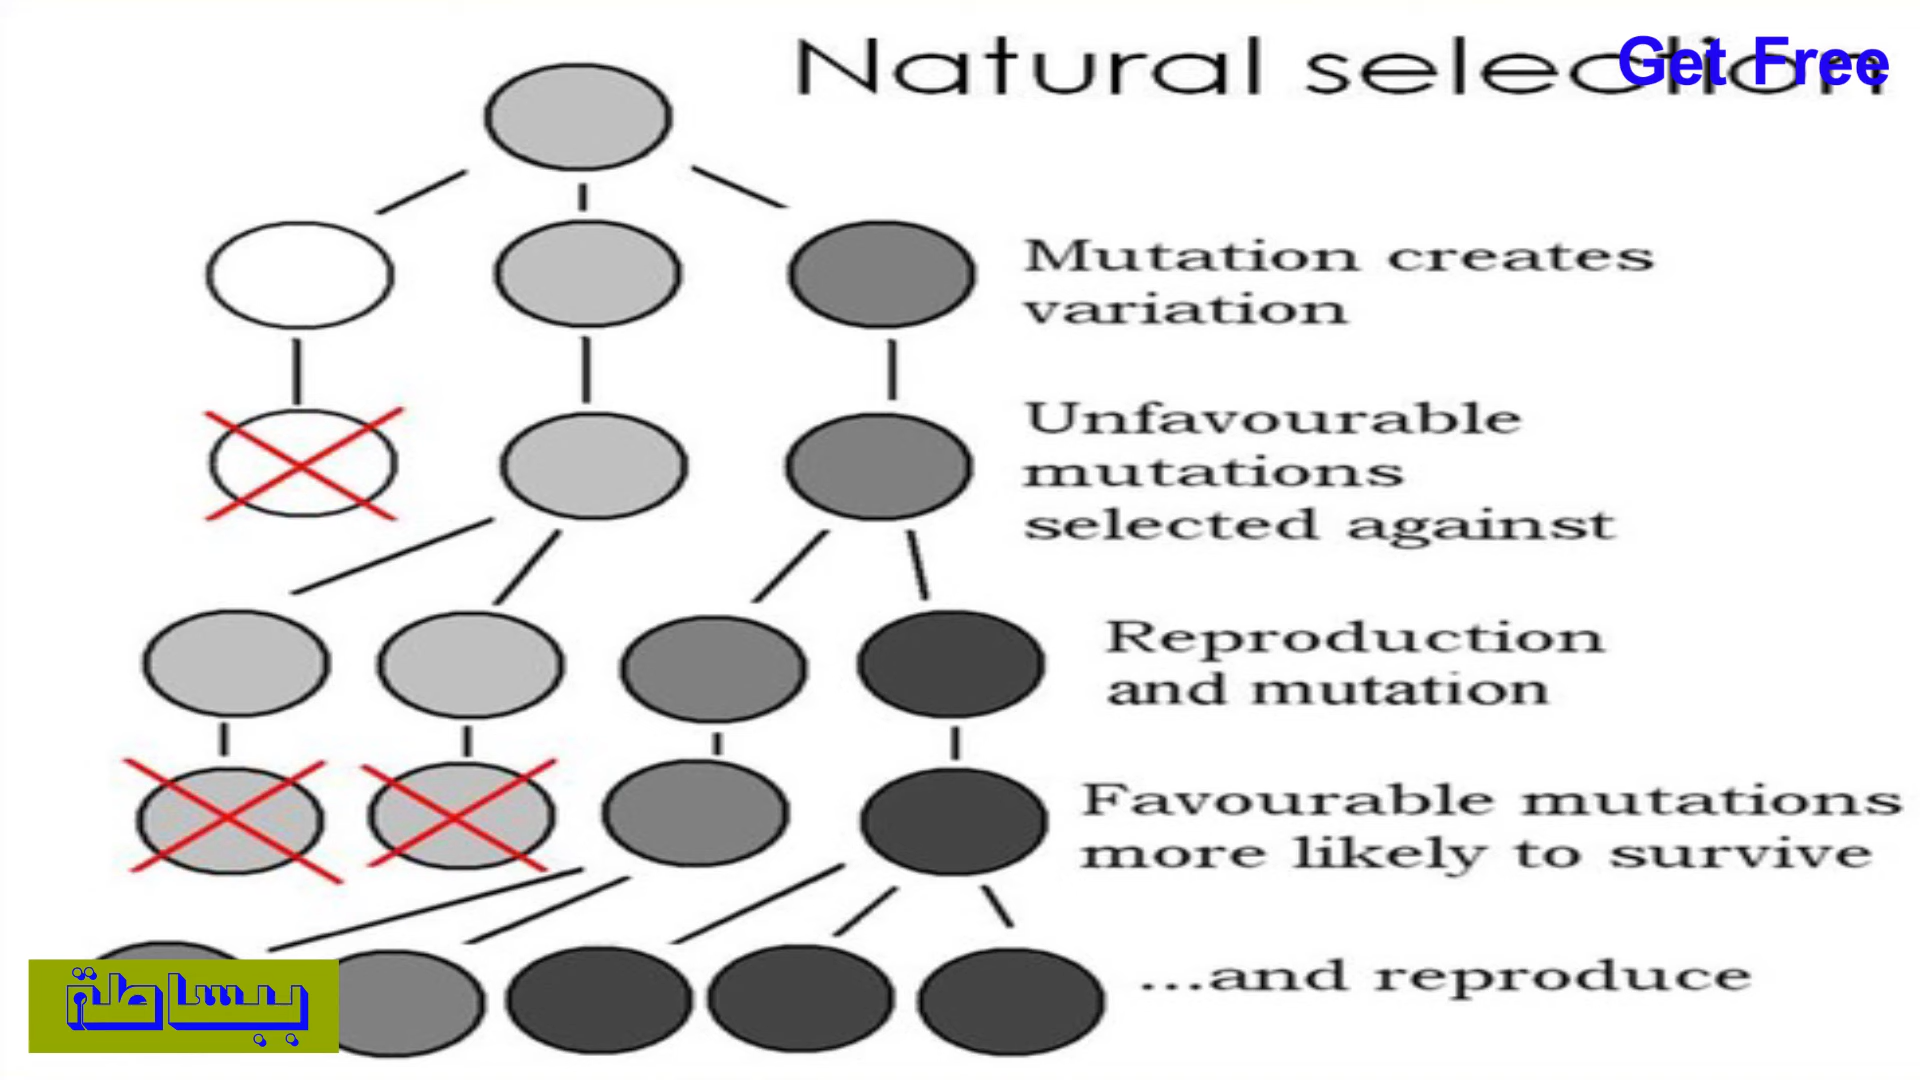 Natural selection
Get Free
Mutation creates
variation
Unfavourable
mutations
selected against
Reproduction
and mutation
Favourable mutations
more likely to survive
...and reproduce
ببساطة